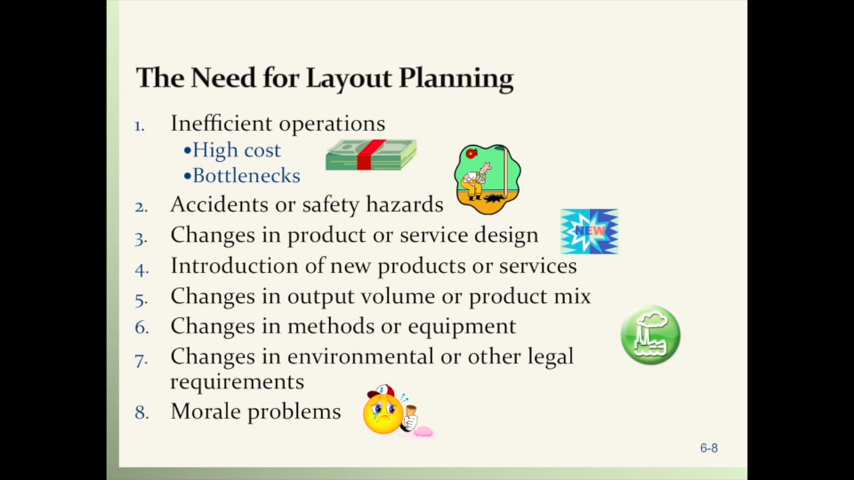 The Need for Layout Planning
1. Inefficient operations
•High cost
•Bottlenecks
2. Accidents or safety hazards
3. Changes in product or service design
NEW
4. Introduction of new products or services
5. Changes in output volume or product mix
6. Changes in methods or equipment
7. Changes in environmental or other legal
requirements
8. Morale problems
6-8